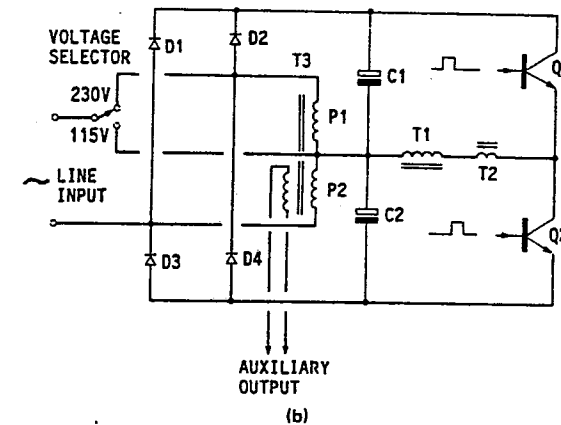 VOLTAGE
SELECTOR
D1
D2
T3
230V
115V
C1
P1
T1
T2
LINE
INPUT
P2
C2
D3
D4
AUXILIARY
OUTPUT
(b)